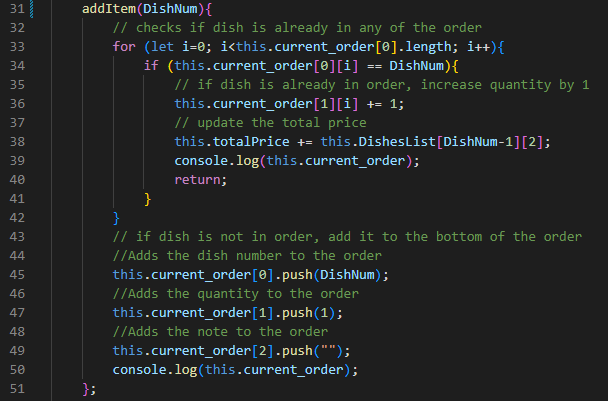 31 addItem(DishNum){
32 // checks if dish is already in any of the order
33 for (let i=0; i<this.current_order[0].length; i++){
34 if (this.current_order[0][i] == DishNum){
35 // if dish is already in order, increase quantity by 1
36 this.current_order[1][i] += 1;
37 // update the total price
38 this.totalPrice += this.DishesList[DishNum-1][2];
39 console.log(this.current_order);
40 return;
41 }
42 }
43 // if dish is not in order, add it to the bottom of the order
44 //Adds the dish number to the order
45 this.current_order[0].push(DishNum);
46 //Adds the quantity to the order
47 this.current_order[1].push(1);
48 //Adds the note to the order
49 this.current_order[2].push("");
50 console.log(this.current_order);
51 };